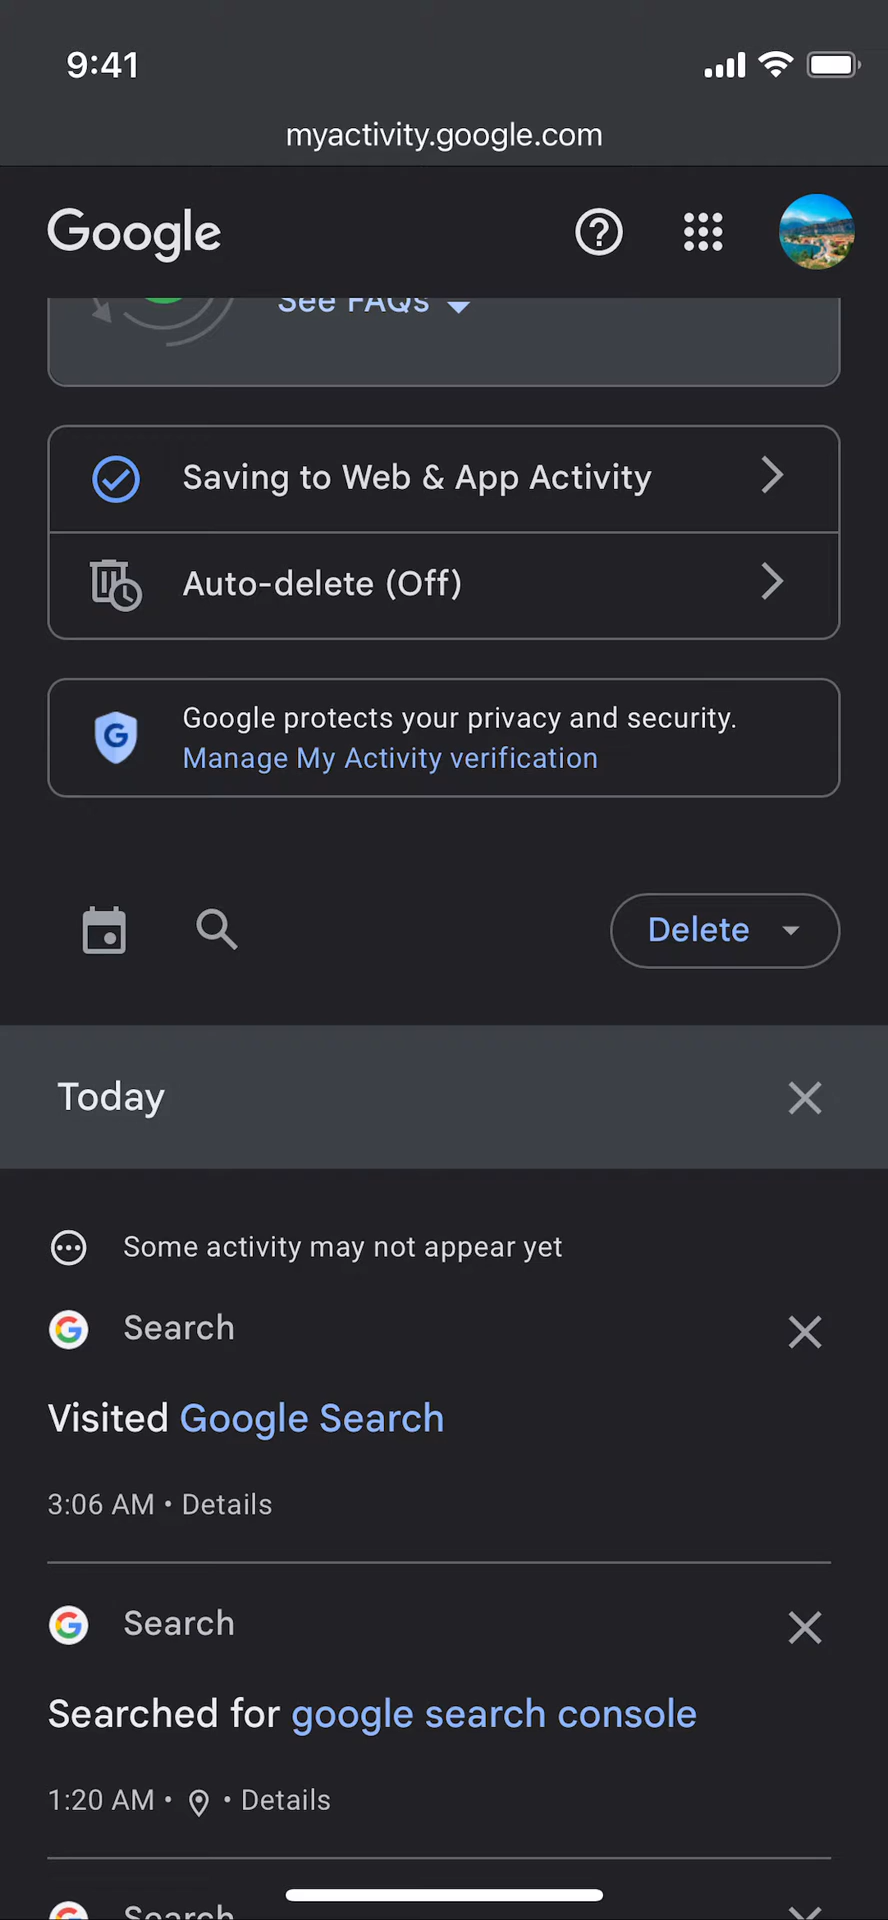 9:41
myactivity.google.com
Google
See FAQs
Saving to Web & App Activity
Auto-delete (Off)
Google protects your privacy and security.
Manage My Activity verification
Delete
Today
Some activity may not appear yet
Search
Visited Google Search
3:06 AM • Details
Search
Searched for google search console
1:20 AM • • Details
Search